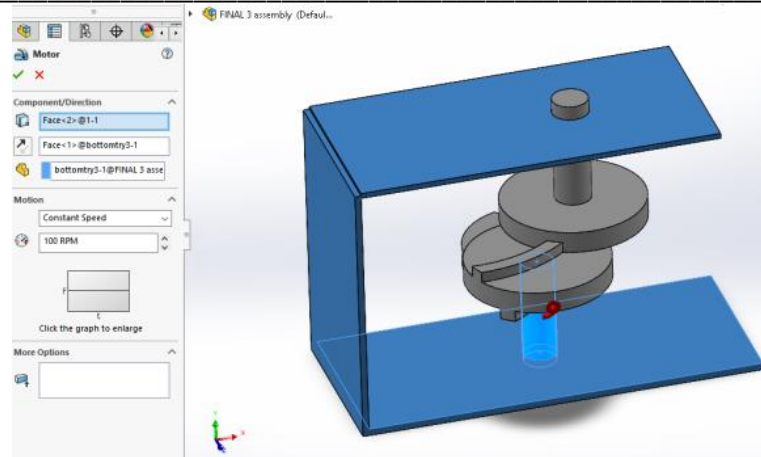 FINAL 3 assembly (Defaul...
Motor
Component/Direction
Face<2>@1-1
Face<1>@bottomtry3-1
bottomtry3-1@FINAL 3 asse
Motion
Constant Speed
100 RPM
F
t
Click the graph to enlarge
More Options